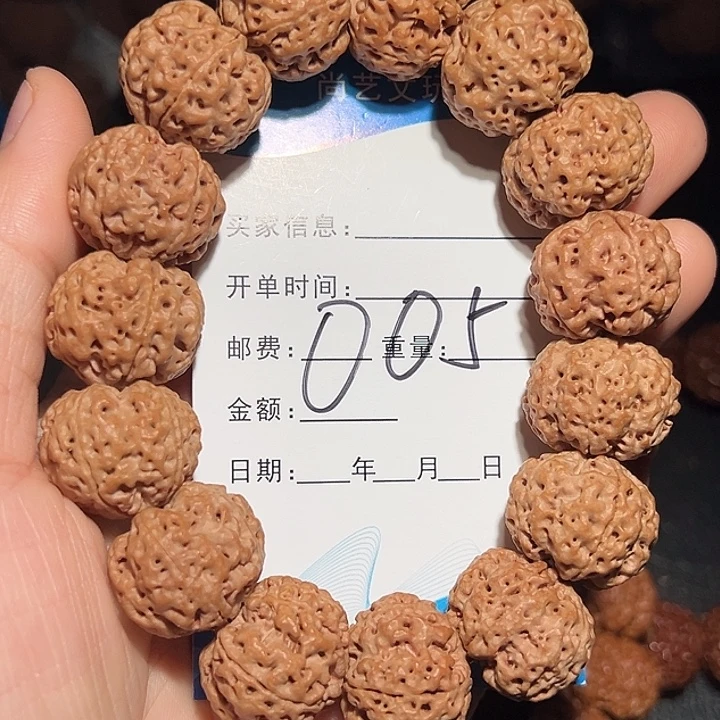 尚艺文玩
买家信息:
开单时间:
邮费: 重量:
005
金额:
日期: 年 月 日